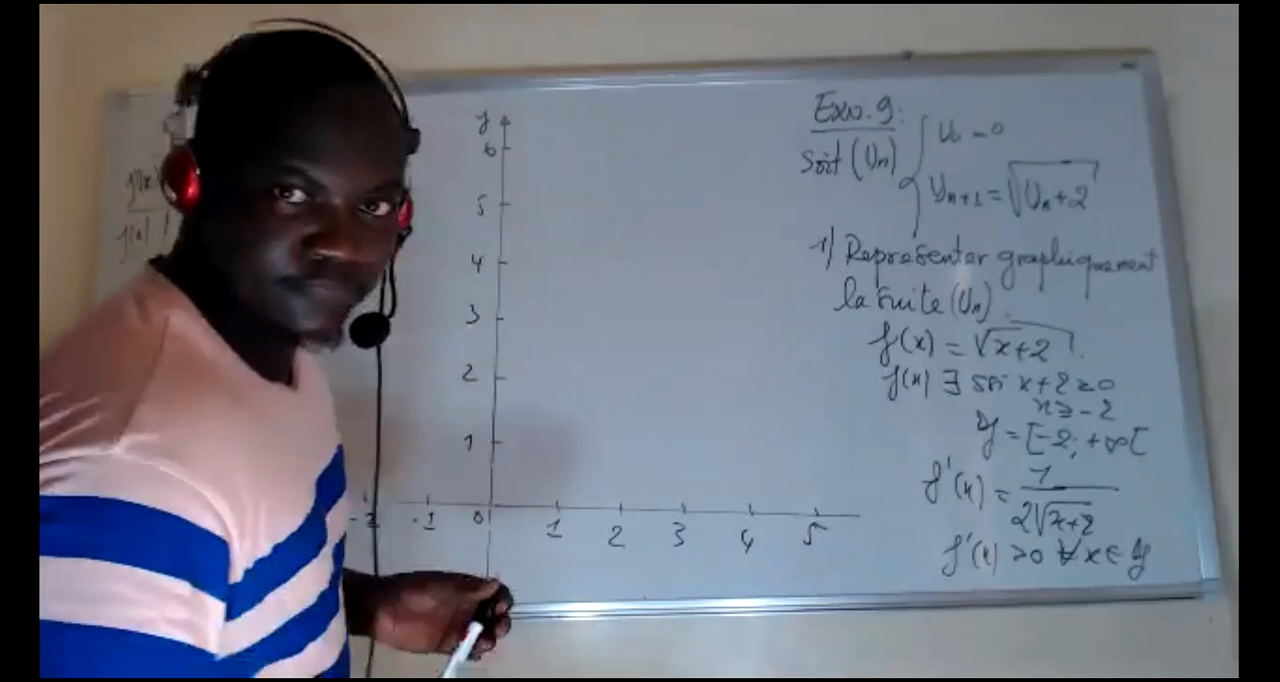 f'(x)
f(x)
y
6
5
4
3
2
1
-2 -1 0 1 2 3 4 5
Exo.9:
Soit (Un) { U0 = 0
Un+1 = √(Un+2)
1) Representer graphiquement
la suite (Un).
f(x) = √(x+2).
f(x) ∃ ssi x+2≥0
x≥-2
Df = [-2; +∞[
f'(x) = 1/(2√(x+2))
f'(x) >0 ∀x∈Df